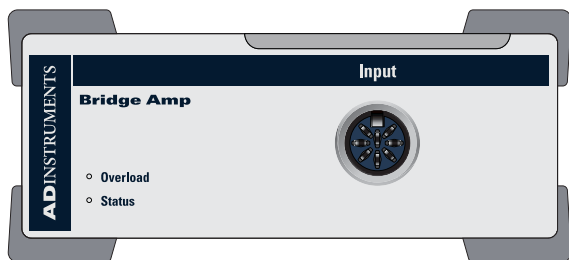 ADINSTRUMENTS
Input
Bridge Amp
Overload
Status